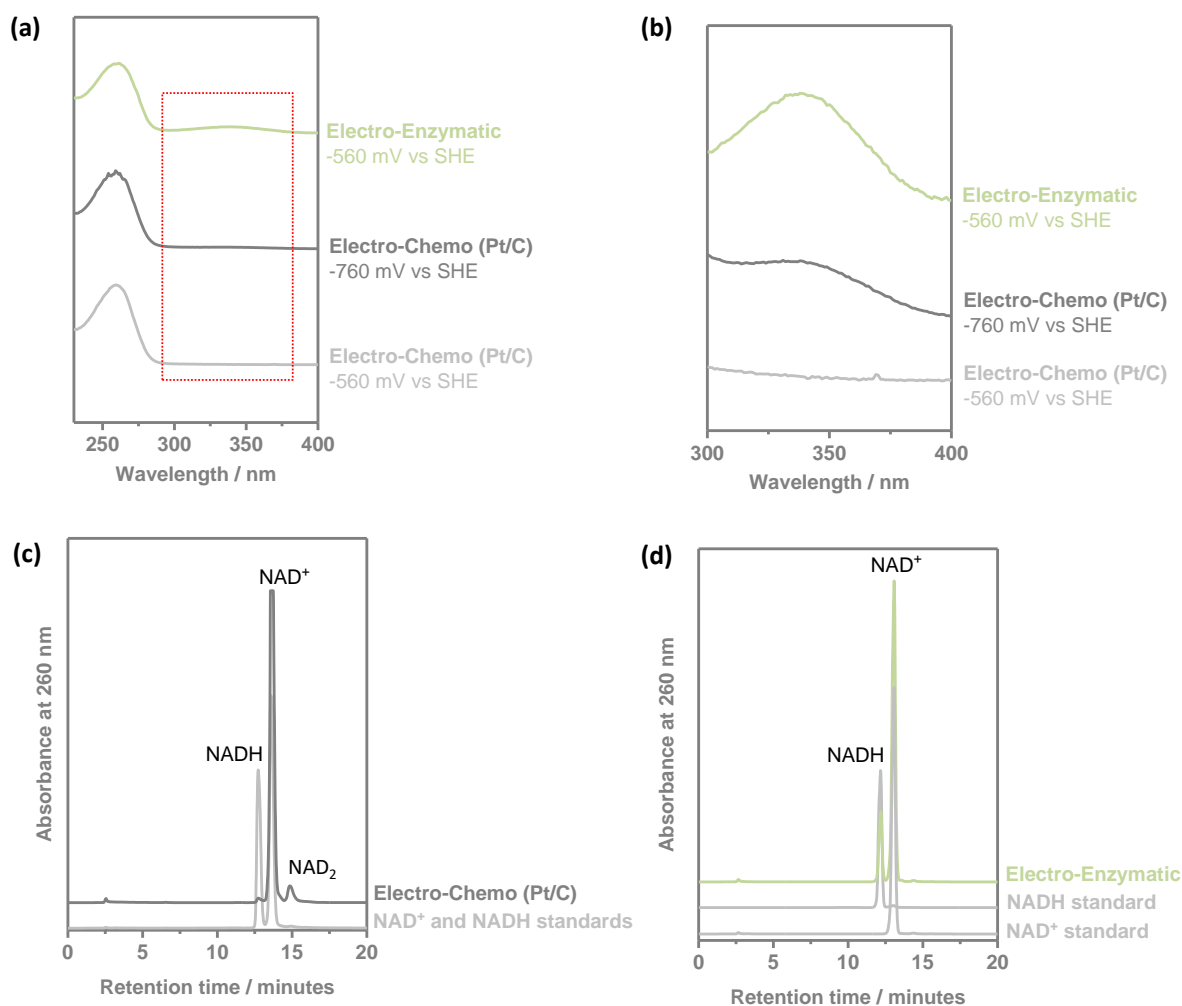 (a)
Electro-Enzymatic
-560 mV vs SHE
Electro-Chemo (Pt/C)
-760 mV vs SHE
Electro-Chemo (Pt/C)
-560 mV vs SHE
250 300 350 400
Wavelength / nm
(b)
Electro-Enzymatic
-560 mV vs SHE
Electro-Chemo (Pt/C)
-760 mV vs SHE
Electro-Chemo (Pt/C)
-560 mV vs SHE
300 350 400
Wavelength / nm
(c)
Absorbance at 260 nm
NAD⁺
NADH
NAD₂
Electro-Chemo (Pt/C)
NAD⁺ and NADH standards
0 5 10 15 20
Retention time / minutes
(d)
Absorbance at 260 nm
NAD⁺
NADH
Electro-Enzymatic
NADH standard
NAD⁺ standard
0 5 10 15 20
Retention time / minutes